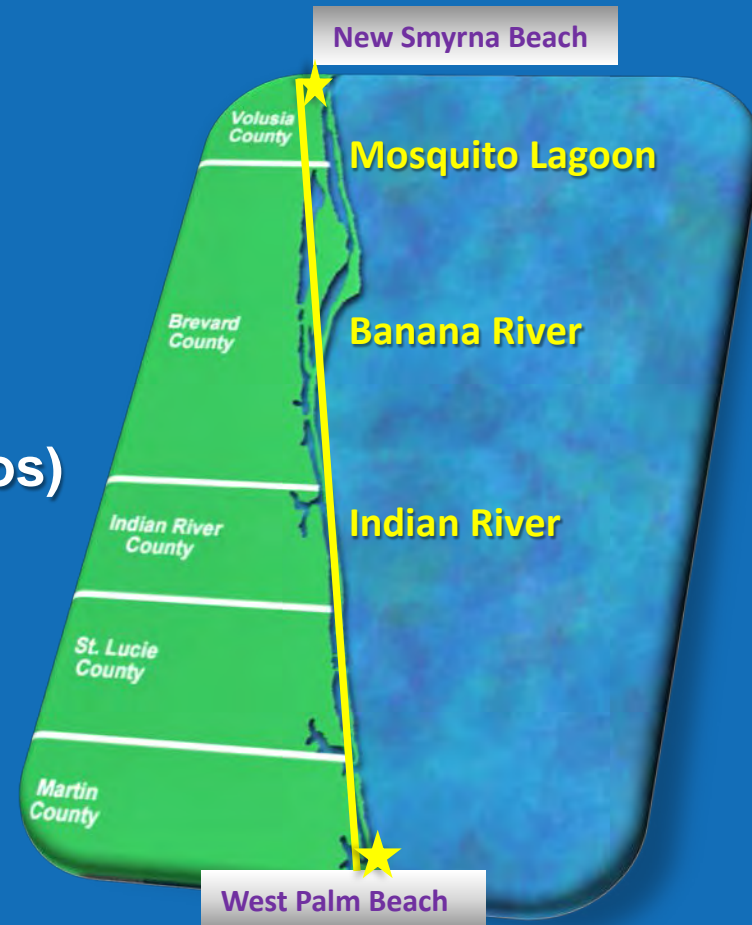 New Smyrna Beach
Volusia
County
Mosquito Lagoon
Brevard
County
Banana River
os)
Indian River
County
Indian River
St. Lucie
County
Martin
County
West Palm Beach